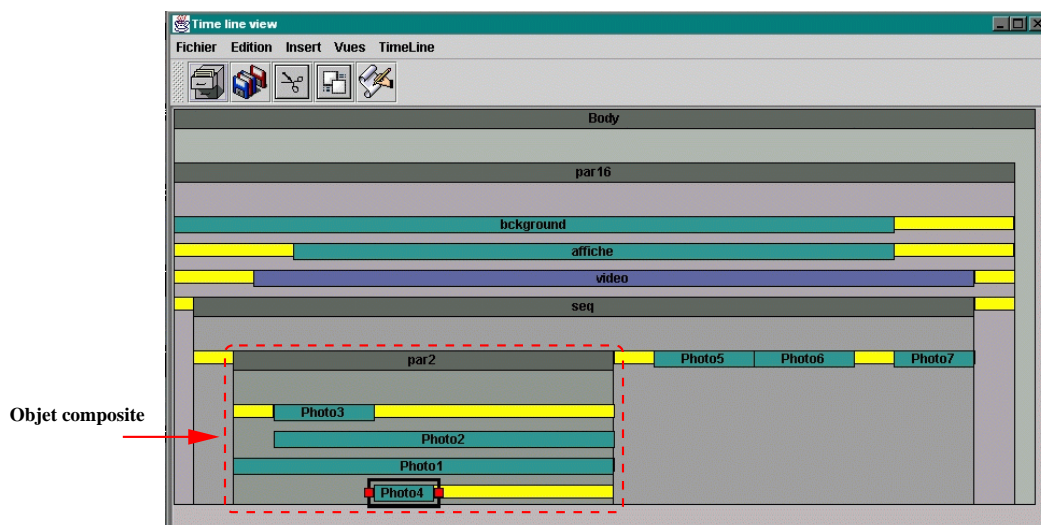 Time line view
Fichier Edition Insert Vues TimeLine
Body
par16
bckground
affiche
video
seq
par2 Photo5 Photo6 Photo7
Photo3
Objet composite
Photo2
Photo1
Photo4